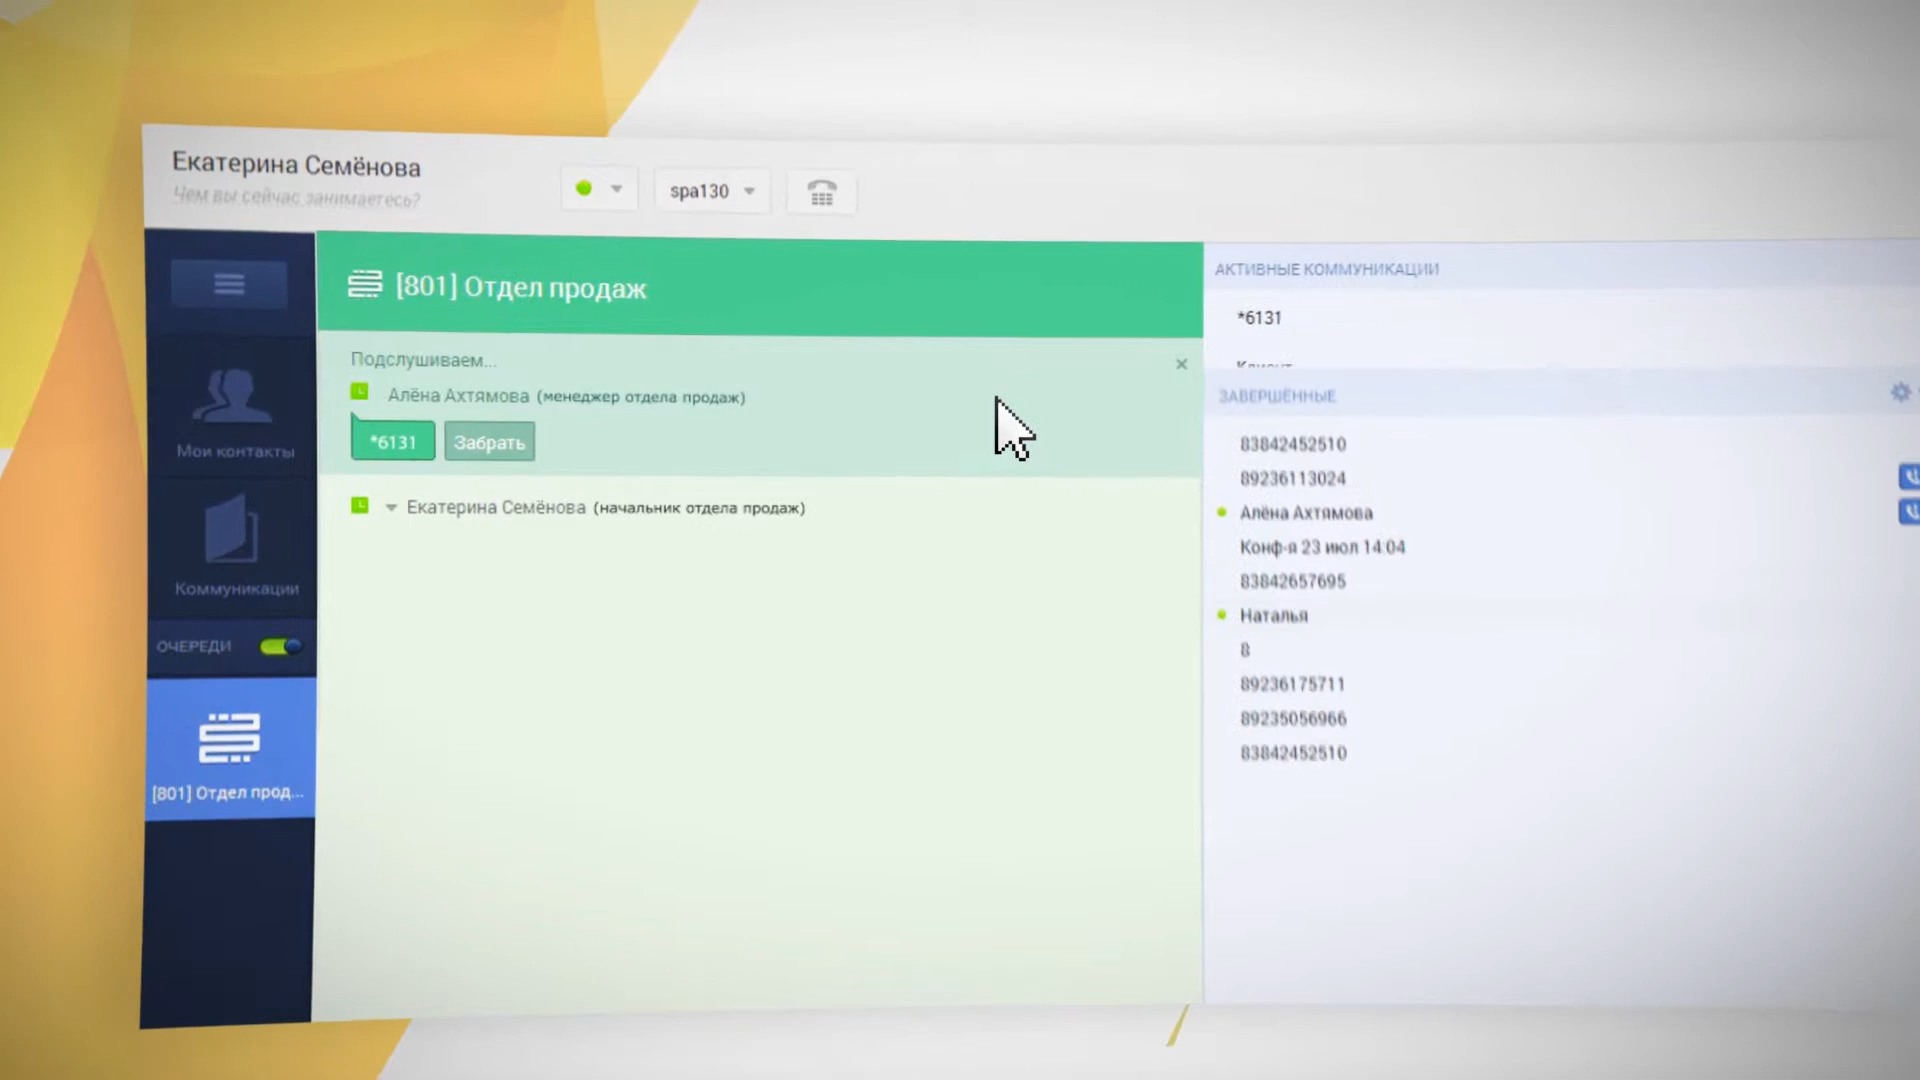 Екатерина Семёнова
Чем вы сейчас занимаетесь?
spa130
[801] Отдел продаж
Подслушиваем...
Алёна Ахтямова (менеджер отдела продаж)
*6131
Забрать
Екатерина Семёнова (начальник отдела продаж)
Мои контакты
Коммуникации
ОЧЕРЕДИ
[801] Отдел прод...
АКТИВНЫЕ КОММУНИКАЦИИ
*6131
Клиент
ЗАВЕРШЁННЫЕ
83842452510
89236113024
Алёна Ахтямова
Конф-я 23 июл 14:04
83842657695
Наталья
8
89236175711
89235056966
83842452510